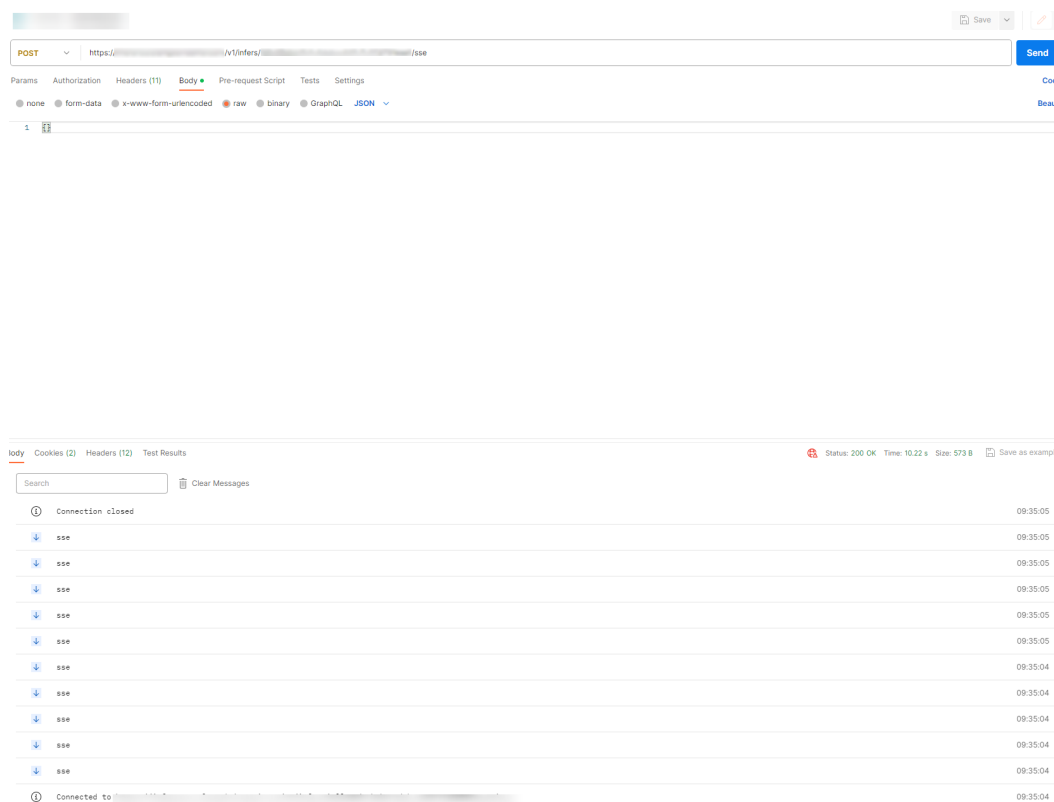 Save
POST https:/ /v1/infers/ /sse Send
Params Authorization Headers (11) Body Pre-request Script Tests Settings
none form-data x-www-form-urlencoded raw binary GraphQL JSON
1 {}
Cookies (2) Headers (12) Test Results Status: 200 OK Time: 10.22 s Size: 573 B Save as exampl
Search Clear Messages
Connection closed 09:35:05
sse 09:35:05
sse 09:35:05
sse 09:35:05
sse 09:35:05
sse 09:35:05
sse 09:35:04
sse 09:35:04
sse 09:35:04
sse 09:35:04
sse 09:35:04
Connected to 09:35:04